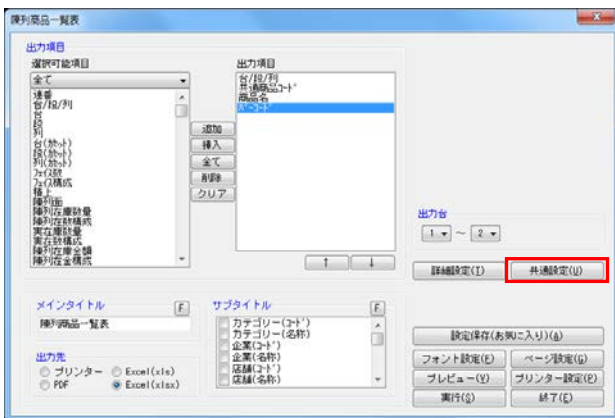 陳列商品一覧表
出力項目
選択可能項目
全て
連番
台/段/列
台
段
列
台(カセット)
段(カセット)
列(カセット)
フェイス数
フェイス構成
積上
陳列面
陳列在庫数量
陳列在数構成
実在庫数量
実在数構成
陳列在庫金額
陳列在金構成
追加
挿入
全て
削除
クリア
出力項目
台/段/列
共通商品コード
商品名
バーコード
↑
↓
出力台
1 ～ 2
詳細設定(T)
共通設定(U)
メインタイトル
F
陳列商品一覧表
出力先
プリンター
Excel(xls)
PDF
Excel(xlsx)
サブタイトル
F
カテゴリー(コード)
カテゴリー(名称)
企業(コード)
企業(名称)
店舗(コード)
店舗(名称)
設定保存(お気に入り)(A)
フォント設定(F)
ページ設定(G)
プレビュー(V)
プリンター設定(P)
実行(S)
終了(E)